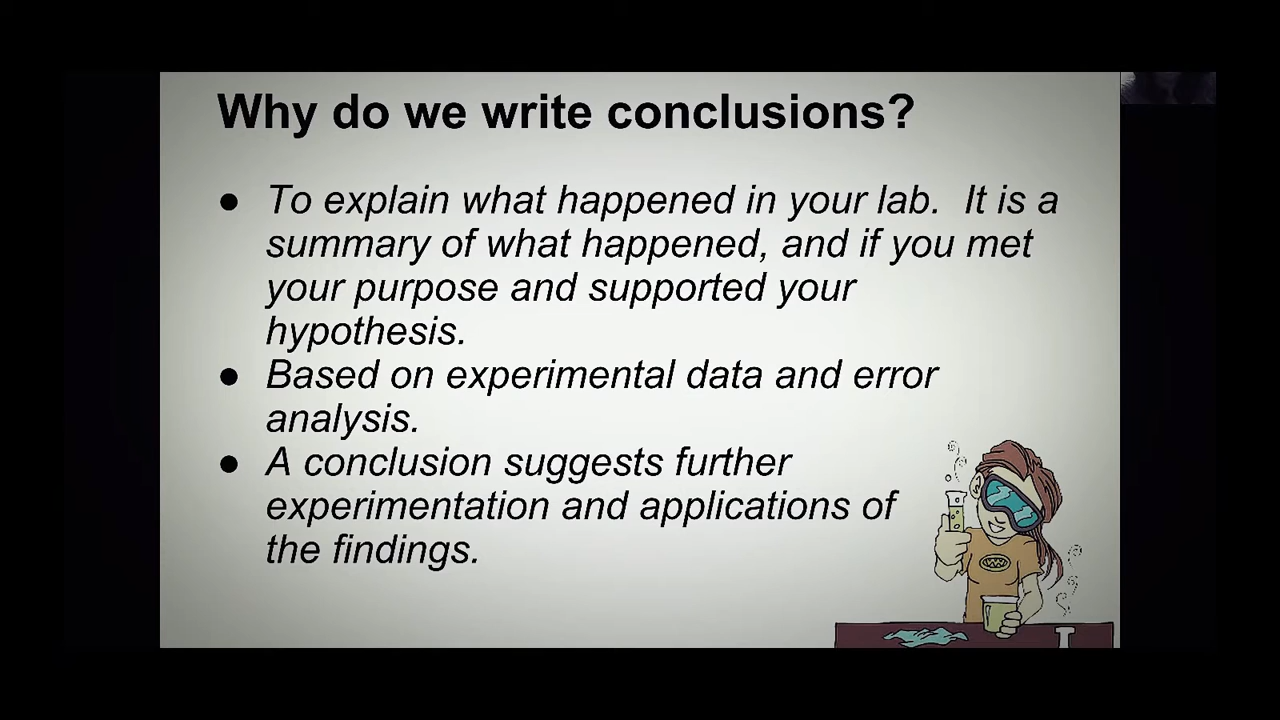 Why do we write conclusions?
● To explain what happened in your lab.  It is a
summary of what happened, and if you met
your purpose and supported your
hypothesis.
● Based on experimental data and error
analysis.
● A conclusion suggests further
experimentation and applications of
the findings.